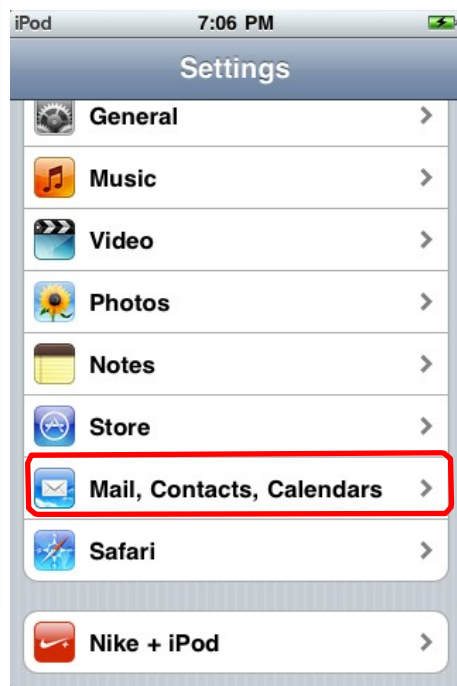 iPod 7:06 PM
Settings
General
Music
Video
Photos
Notes
Store
Mail, Contacts, Calendars
Safari
Nike + iPod